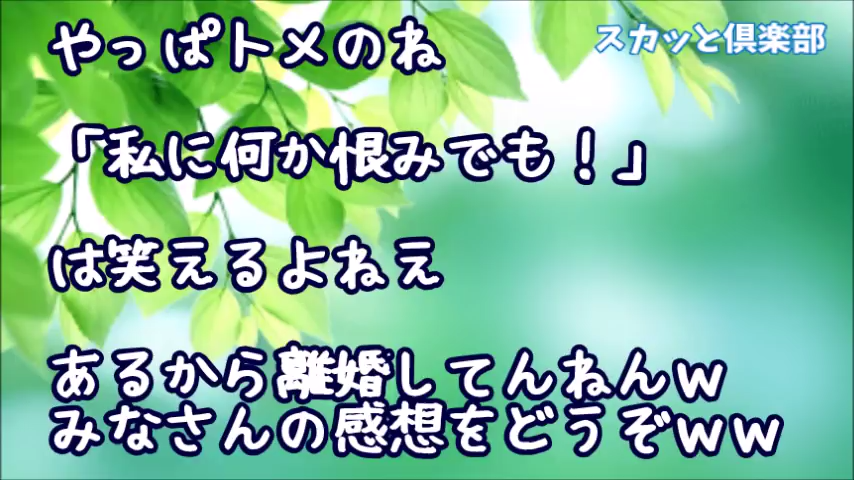 スカッと倶楽部
やっぱトメのね
「私に何か恨みでも！」
は笑えるよねえ
あるから離婚してんねんｗ
みなさんの感想をどうぞｗｗ